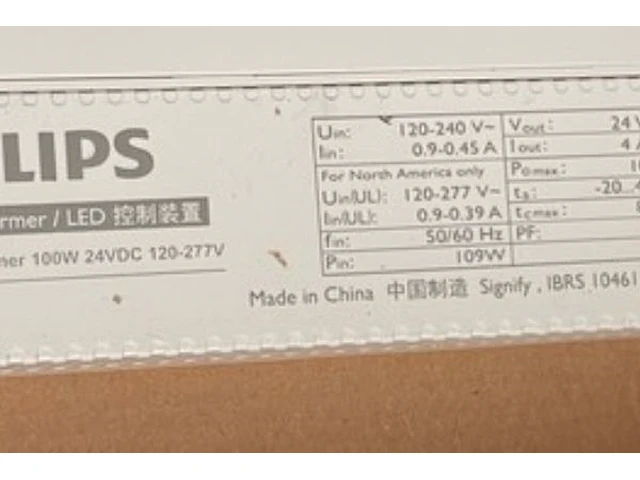 LIPS
rmer / LED 控制装置
ner 100W 24VDC 120-277V
Uin: 120-240 V~
Iin: 0.9-0.45 A
For North America only
Uin(UL): 120-277 V~
Iin(UL): 0.9-0.39 A
fin: 50/60 Hz
Pin: 109W
Vout: 24 V
Iout: 4
Pomax: 10
ta: -20..
tcmax:
PF:
Made in China 中国制造 Signify , IBRS 10461